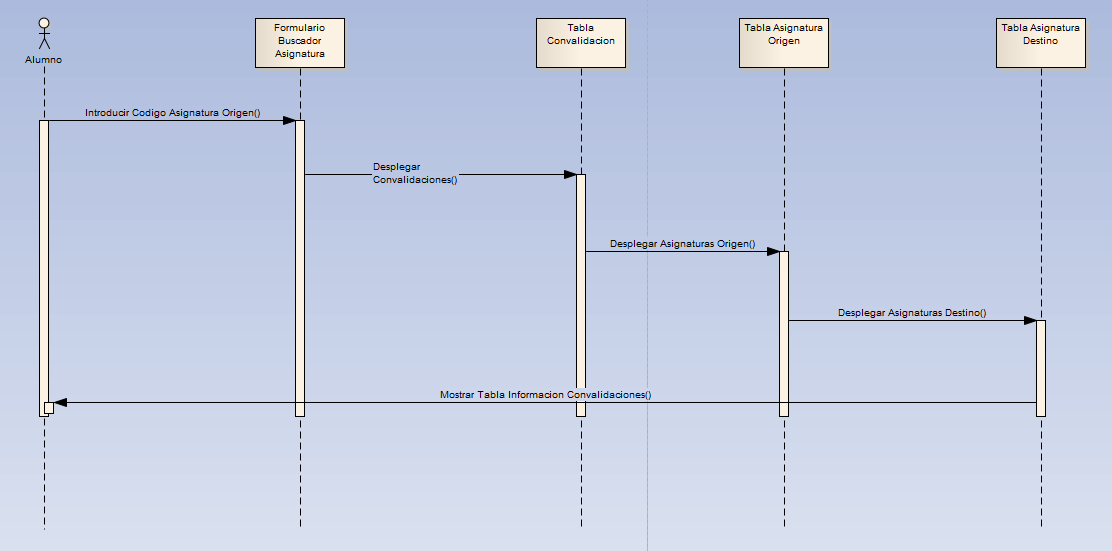 Alumno
Formulario
Buscador
Asignatura
Tabla
Convalidacion
Tabla Asignatura
Origen
Tabla Asignatura
Destino
Introducir Codigo Asignatura Origen()
Desplegar
Convalidaciones()
Desplegar Asignaturas Origen()
Desplegar Asignaturas Destino()
Mostrar Tabla Informacion Convalidaciones()